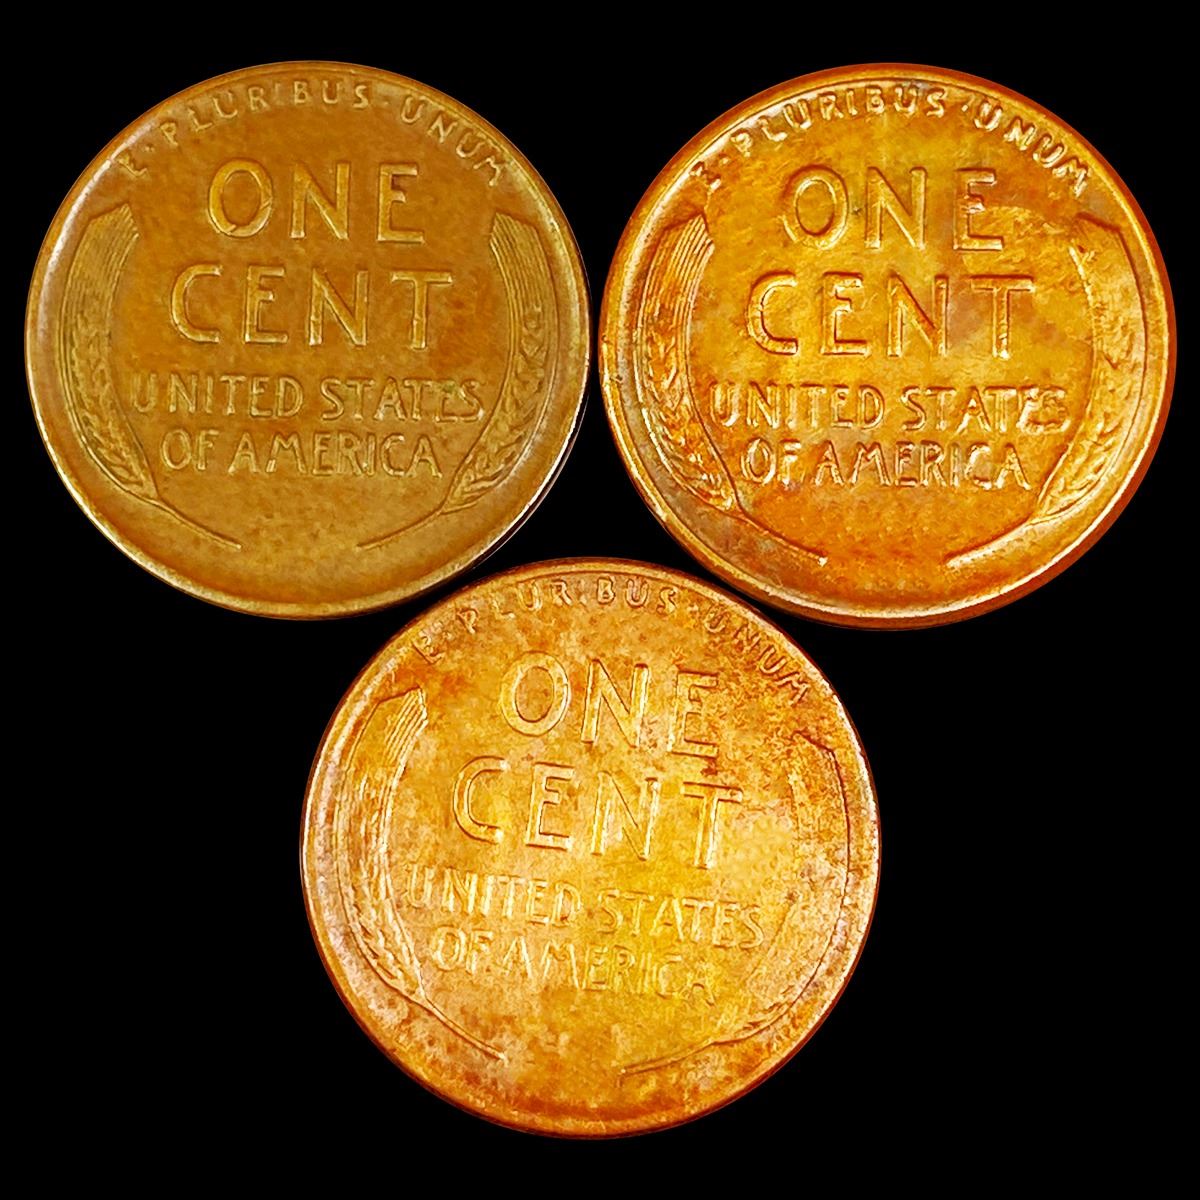 E · PLURIBUS · UNUM
ONE
CENT
UNITED STATES
OF AMERICA
E · PLURIBUS · UNUM
ONE
CENT
UNITED STATES
OF AMERICA
E · PLURIBUS · UNUM
ONE
CENT
UNITED STATES
OF AMERICA